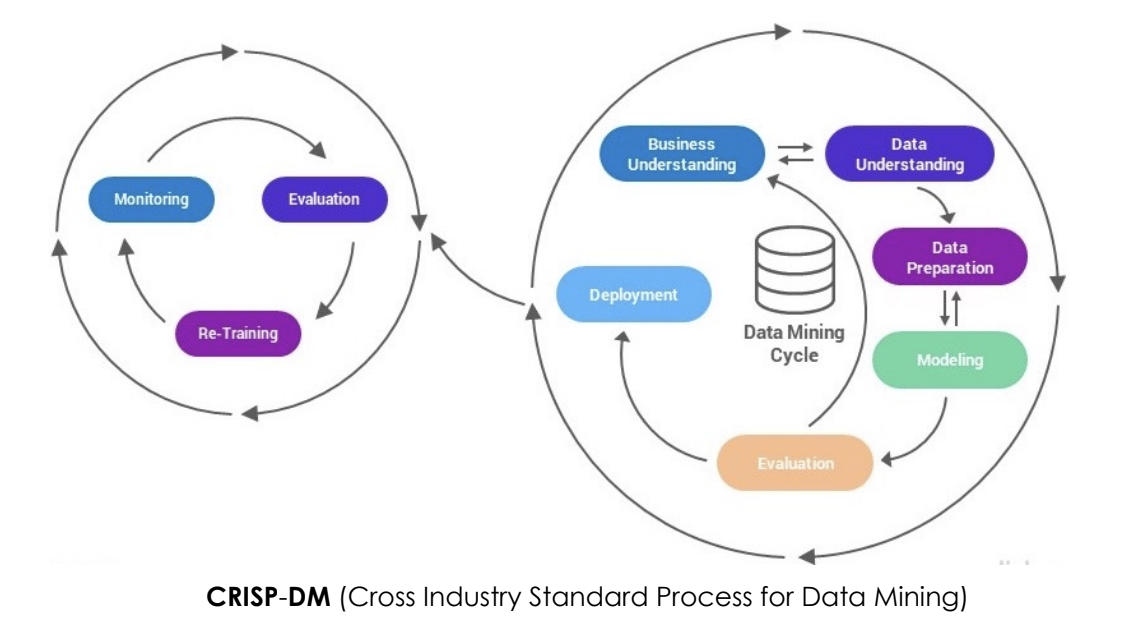 Monitoring
Evaluation
Re-Training
Business
Understanding
Data
Understanding
Data
Preparation
Deployment
Data Mining
Cycle
Modeling
Evaluation
CRISP-DM (Cross Industry Standard Process for Data Mining)